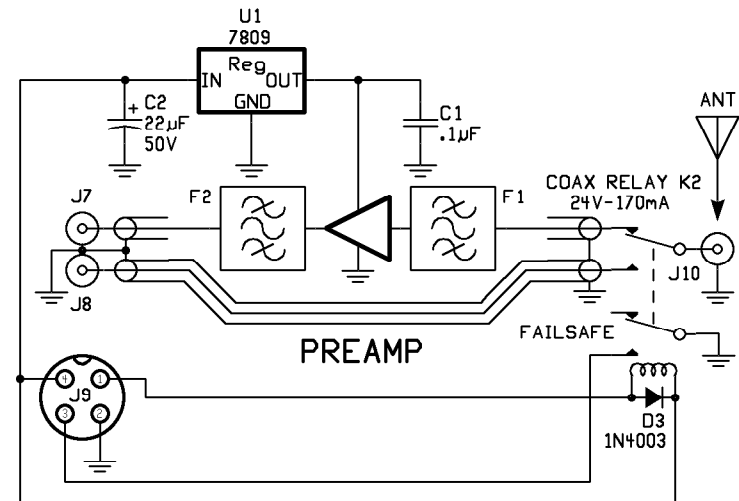 U1
7809
Reg
IN OUT
GND
+ C2
22µF
50V
C1
.1µF
ANT
J7
F2
F1
COAX RELAY K2
24V-170mA
J8
J10
PREAMP
FAILSAFE
J9
4 1
3 2
D3
1N4003